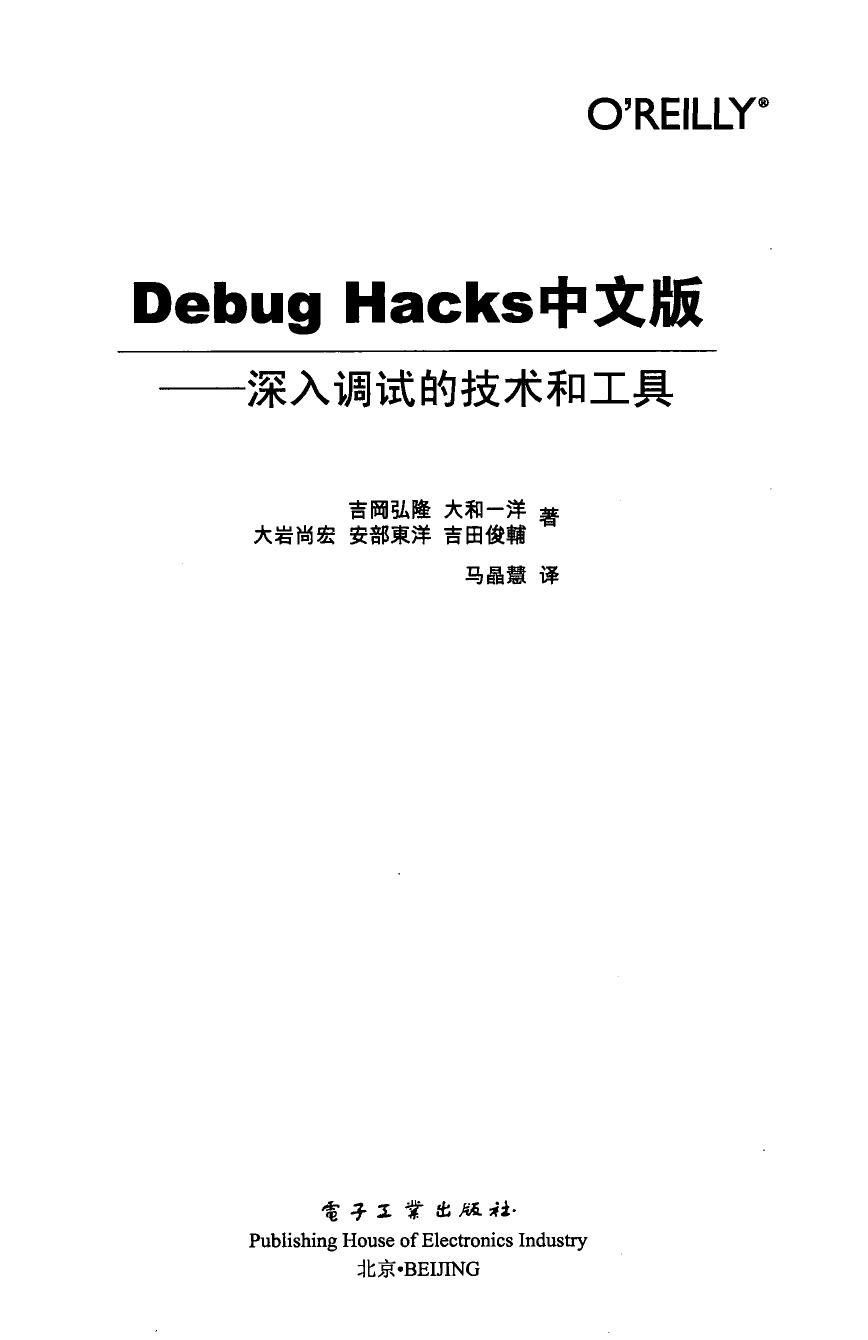 O'REILLY®
Debug Hacks中文版
——深入调试的技术和工具
吉岡弘隆 大和一洋 著
大岩尚宏 安部東洋 吉田俊輔
马晶慧 译
電子工業出版社·
Publishing House of Electronics Industry
北京•BEIJING